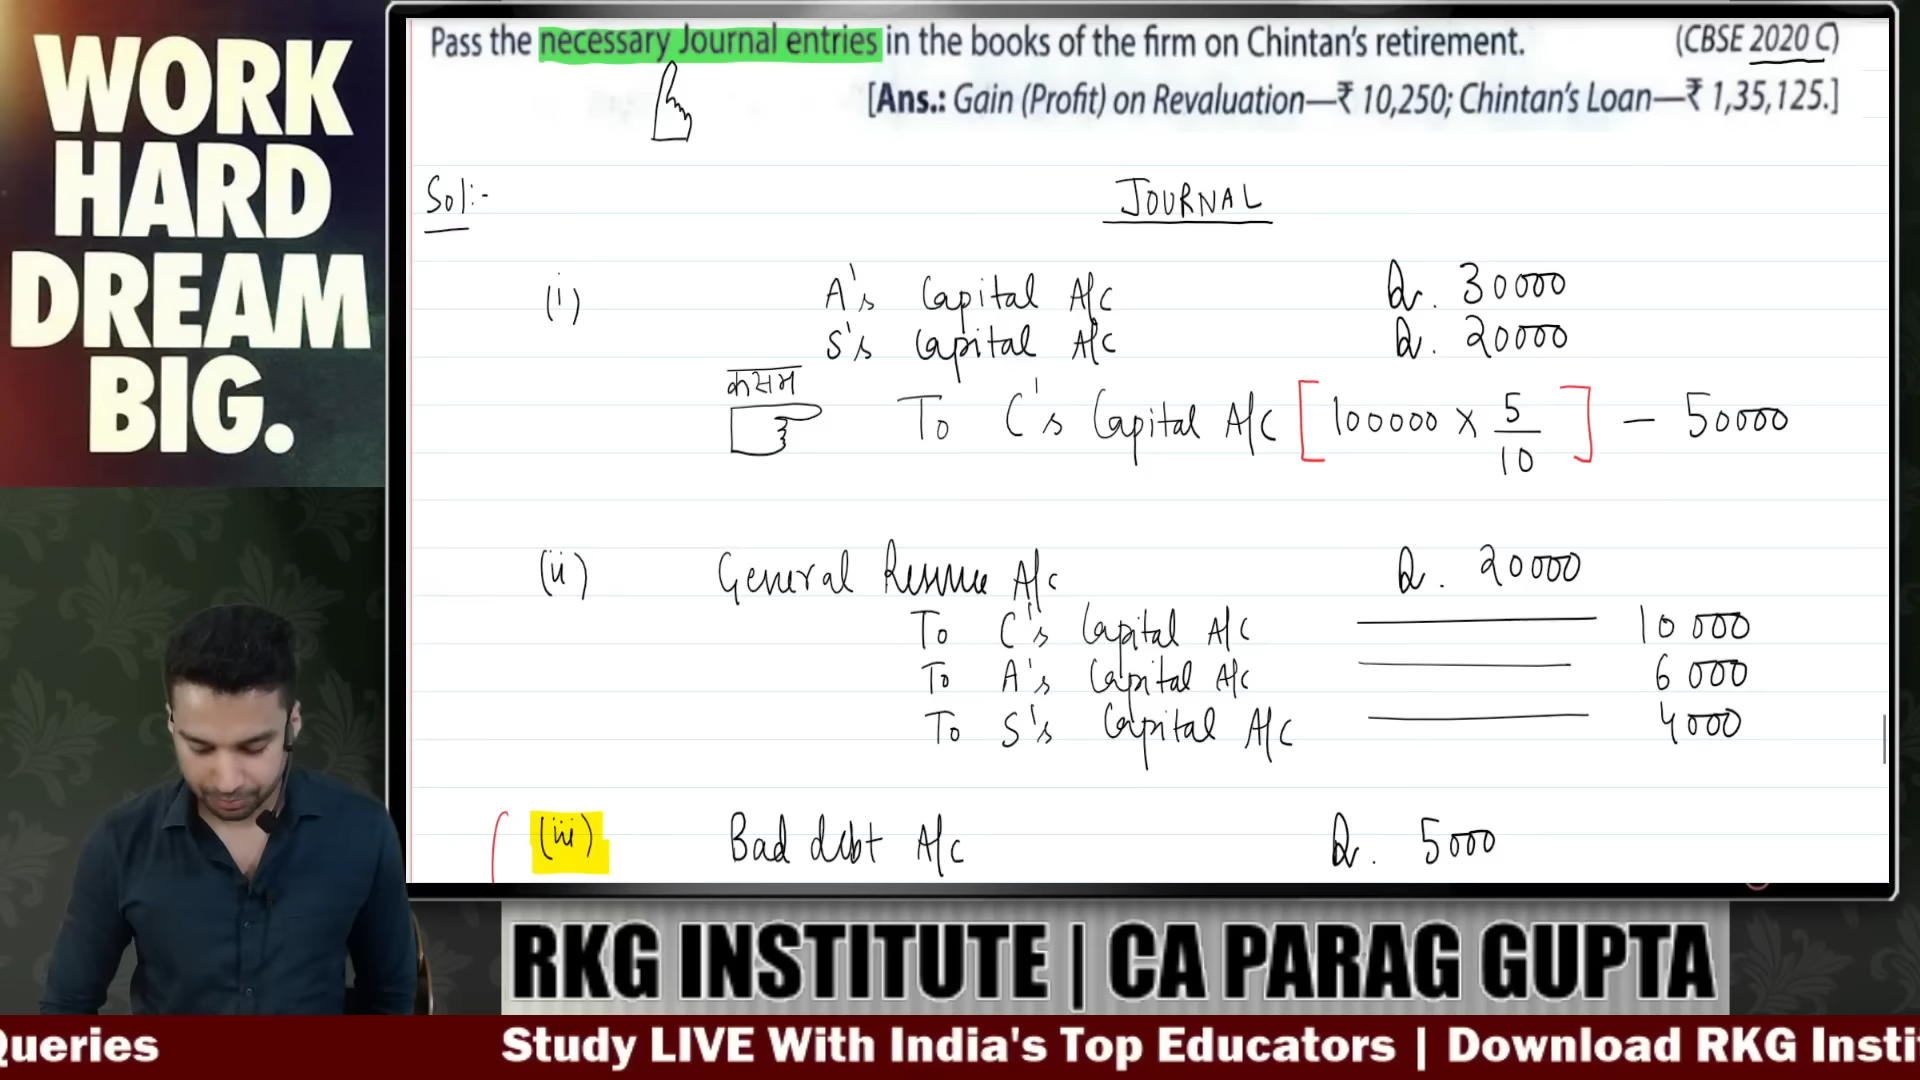 WORK
HARD
DREAM
BIG.
Pass the necessary Journal entries in the books of the firm on Chintan's retirement. (CBSE 2020 C)
[Ans.: Gain (Profit) on Revaluation—₹ 10,250; Chintan's Loan—₹ 1,35,125.]
Sol:-
JOURNAL
(i) A's Capital A/c Dr. 30000
S's Capital A/c Dr. 20000
कसम
To C's Capital A/c [100000 × 5/10] — 50000
(ii) General Reserve A/c Dr. 20000
To C's Capital A/c 10000
To A's Capital A/c 6000
To S's Capital A/c 4000
(iii) Bad debt A/c Dr. 5000
RKG INSTITUTE | CA PARAG GUPTA
Queries Study LIVE With India's Top Educators | Download RKG Insti